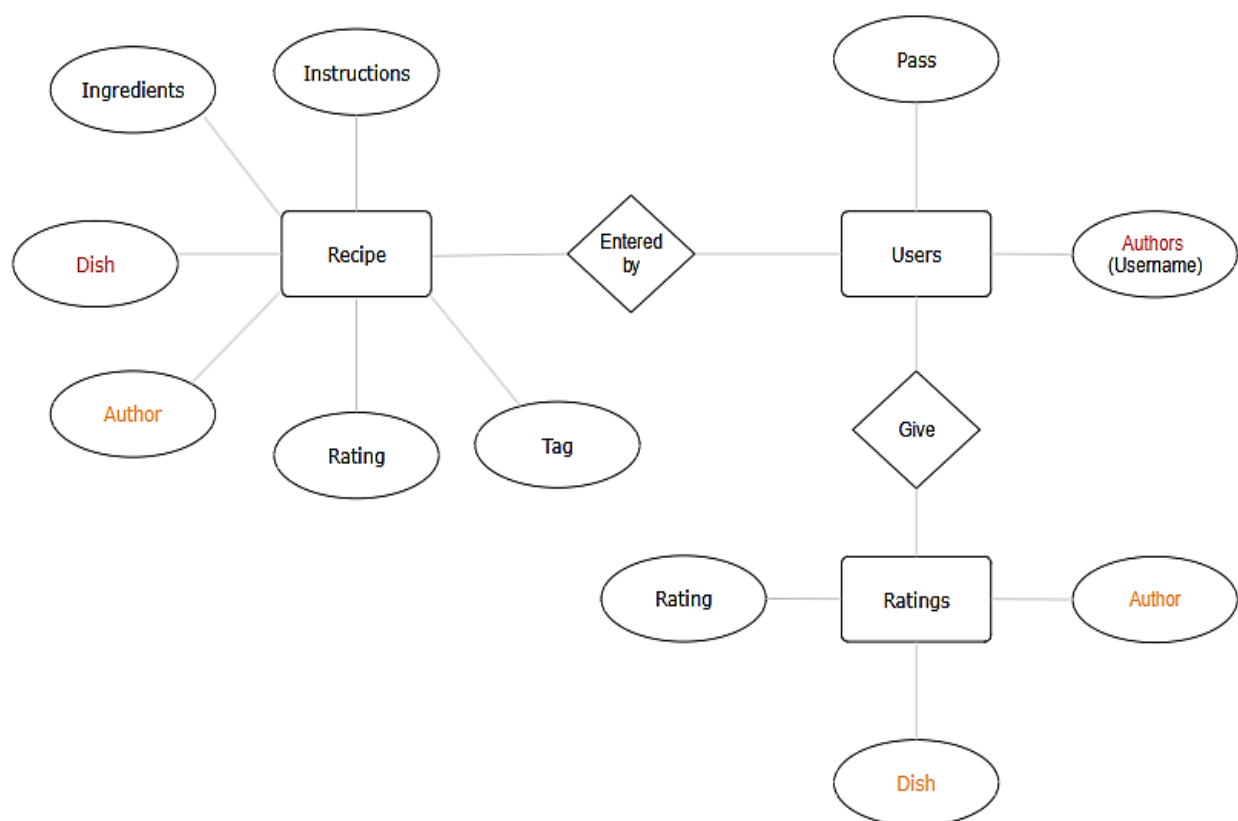 Pass
Instructions
Ingredients
Entered
by
Recipe
Users
Authors
(Username)
Dish
Author
Give
Rating
Tag
Rating
Ratings
Author
Dish